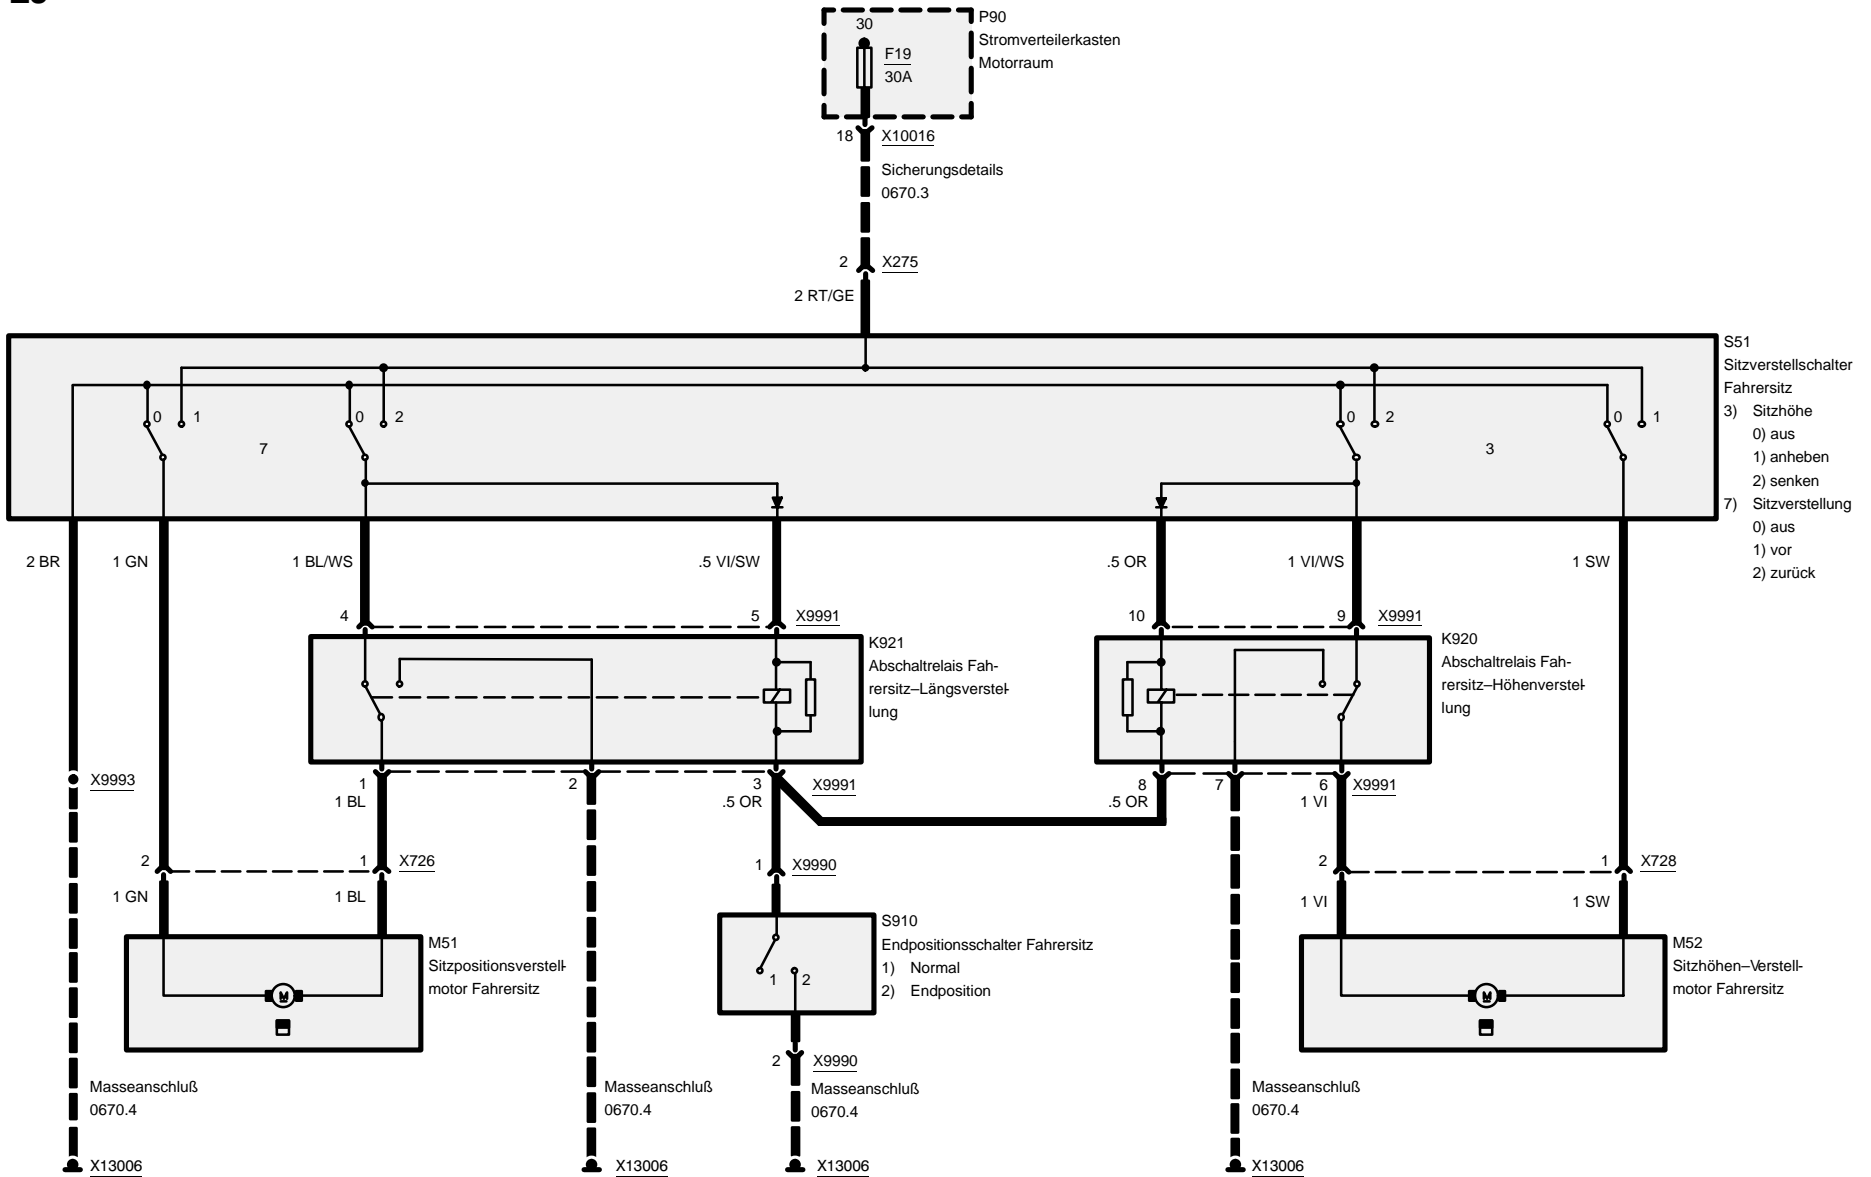 30
F19
30A
P90
Stromverteilerkasten
Motorraum
18
X10016
Sicherungsdetails
0670.3
2
X275
2 RT/GE
S51
Sitzverstellschalter
Fahrersitz
3) Sitzhöhe
0) aus
1) anheben
2) senken
7) Sitzverstellung
0) aus
1) vor
2) zurück
0 1
7
0 2
0 2
3
0 1
2 BR
1 GN
1 BL/WS
.5 VI/SW
.5 OR
1 VI/WS
1 SW
4
5
X9991
10
9
X9991
K921
Abschaltrelais Fah-
rersitz–Längsverstel-
lung
K920
Abschaltrelais Fah-
rersitz–Höhenverstel-
lung
X9993
1
1 BL
2
3
.5 OR
X9991
8
.5 OR
7
6
1 VI
X9991
2
1
X726
1
X9990
2
1
X728
1 GN
1 BL
1 VI
1 SW
M51
Sitzpositionsverstell-
motor Fahrersitz
M
S910
Endpositionsschalter Fahrersitz
1) Normal
2) Endposition
1 2
M52
Sitzhöhen–Verstell-
motor Fahrersitz
M
2
X9990
Masseanschluß
0670.4
Masseanschluß
0670.4
Masseanschluß
0670.4
Masseanschluß
0670.4
X13006
X13006
X13006
X13006